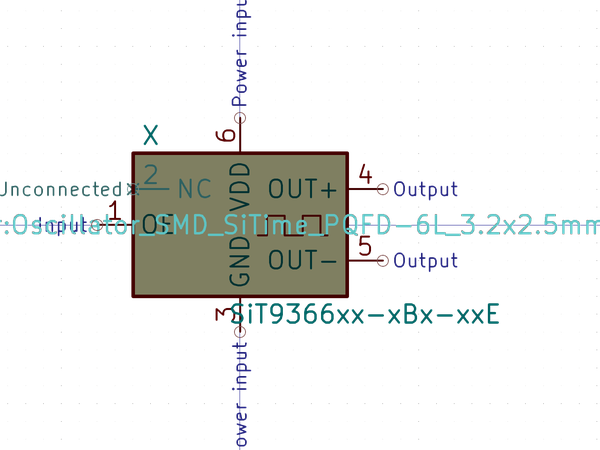 Power inpu
6
X
2
NC
VDD
OUT+
4
Output
Unconnected
1
Input
OE
:Oscillator_SMD_SiTime_PQFD-6L_3.2x2.5mm
GND
OUT-
5
Output
3
SiT9366xx-xBx-xxE
ower input